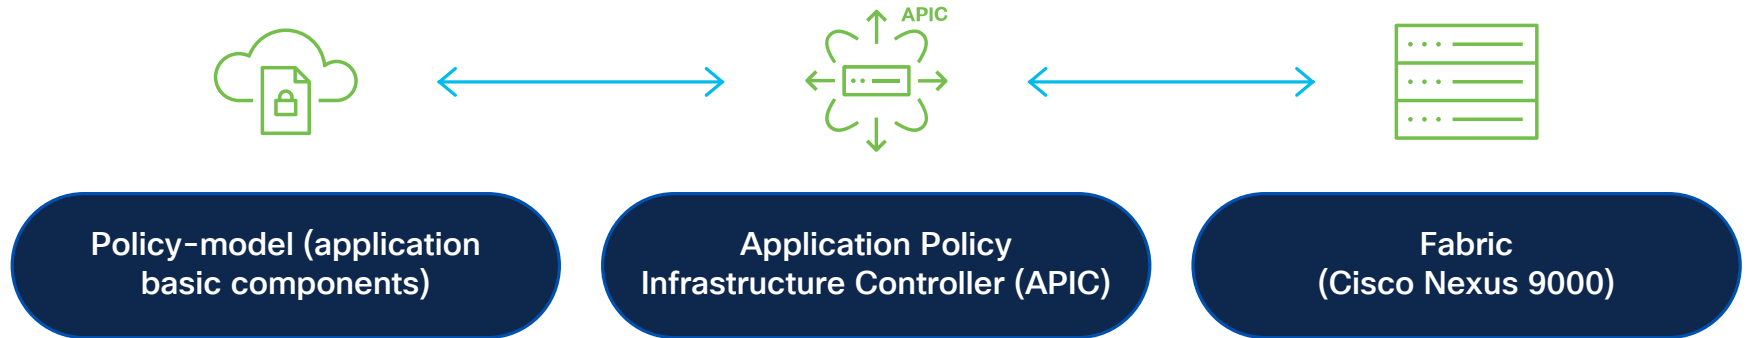 APIC
Policy-model (application
basic components)
Application Policy
Infrastructure Controller (APIC)
Fabric
(Cisco Nexus 9000)